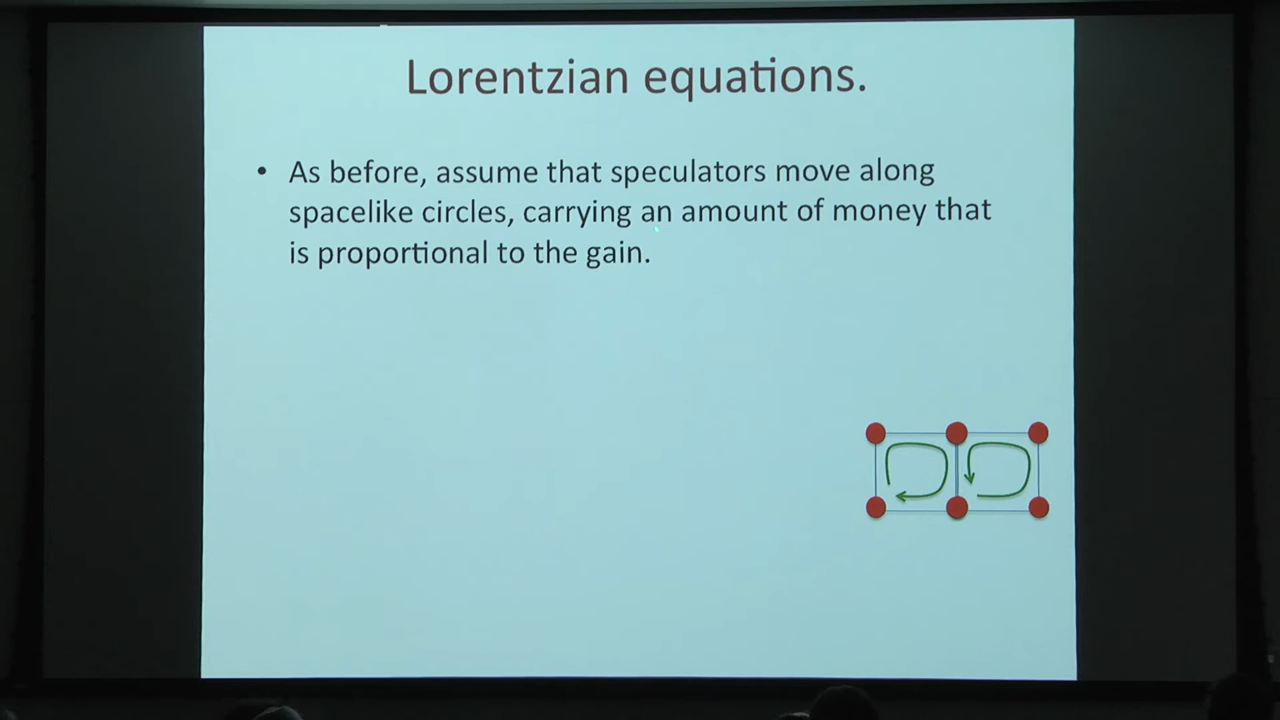 Lorentzian equations.
• As before, assume that speculators move along
spacelike circles, carrying an amount of money that
is proportional to the gain.